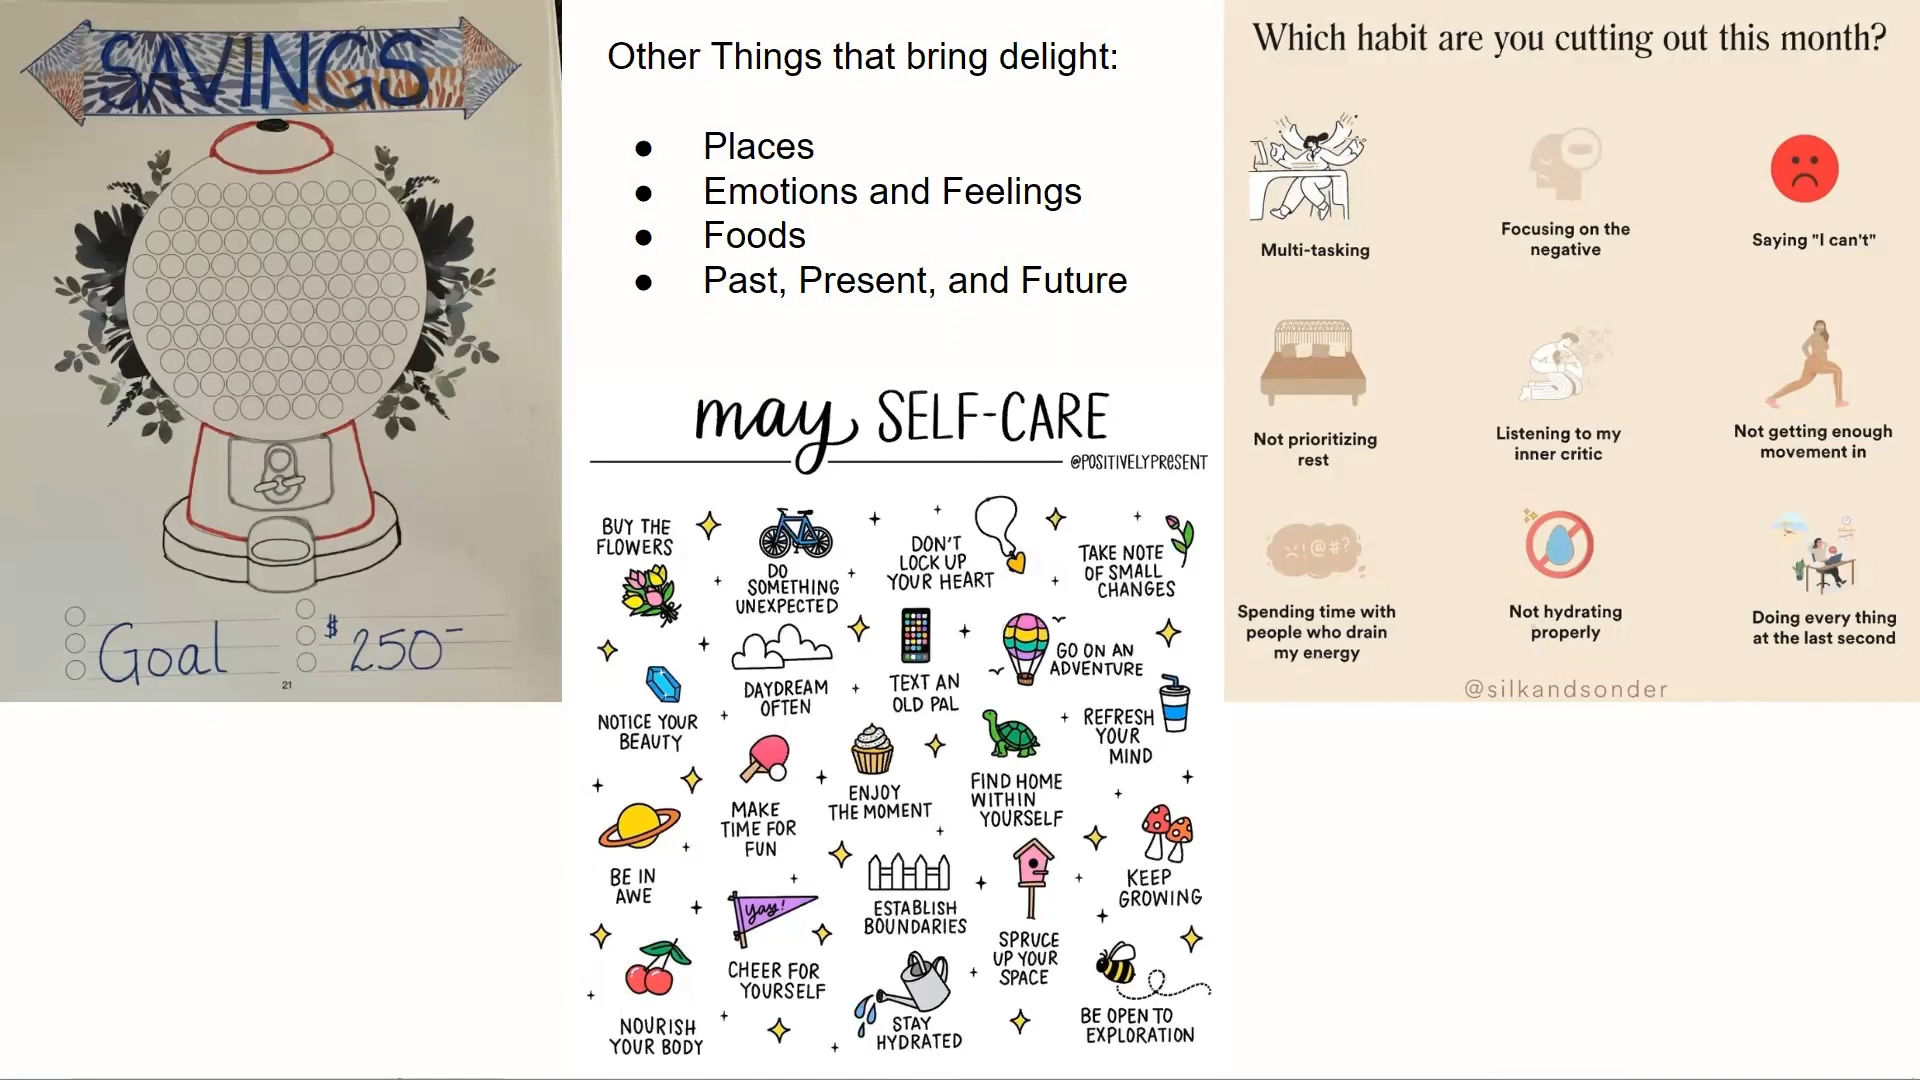 SAVINGS
Goal
$ 250-
21
Other Things that bring delight:
● Places
● Emotions and Feelings
● Foods
● Past, Present, and Future
may SELF-CARE
@POSITIVELYPRESENT
BUY THE
FLOWERS
DO
SOMETHING
UNEXPECTED
DON'T
LOCK UP
YOUR HEART
TAKE NOTE
OF SMALL
CHANGES
NOTICE YOUR
BEAUTY
DAYDREAM
OFTEN
TEXT AN
OLD PAL
GO ON AN
ADVENTURE
REFRESH
YOUR
MIND
BE IN
AWE
MAKE
TIME FOR
FUN
ENJOY
THE MOMENT
FIND HOME
WITHIN
YOURSELF
KEEP
GROWING
yay!
CHEER FOR
YOURSELF
ESTABLISH
BOUNDARIES
SPRUCE
UP YOUR
SPACE
NOURISH
YOUR BODY
STAY
HYDRATED
BE OPEN TO
EXPLORATION
Which habit are you cutting out this month?
Multi-tasking
Focusing on the
negative
Saying "I can't"
Not prioritizing
rest
Listening to my
inner critic
Not getting enough
movement in
!@#?
Spending time with
people who drain
my energy
Not hydrating
properly
Doing every thing
at the last second
@silkandsonder